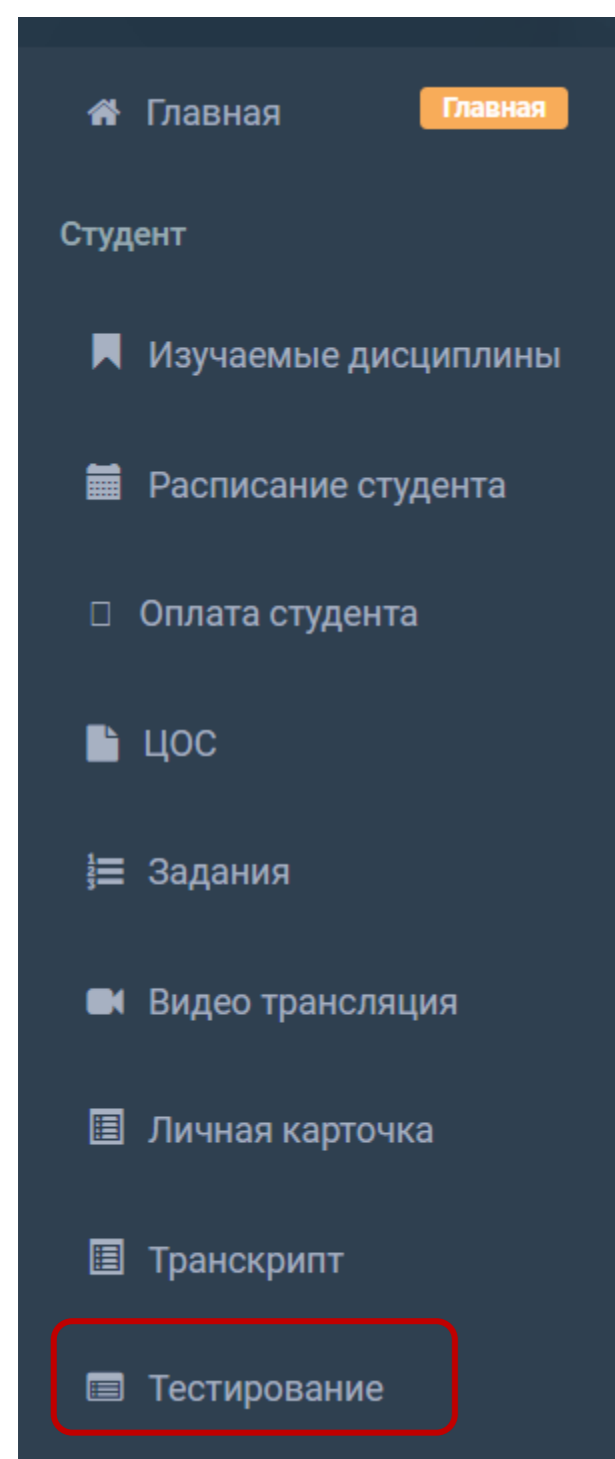 Главная Главная
Студент
Изучаемые дисциплины
Расписание студента
Оплата студента
ЦОС
Задания
Видео трансляция
Личная карточка
Транскрипт
Тестирование